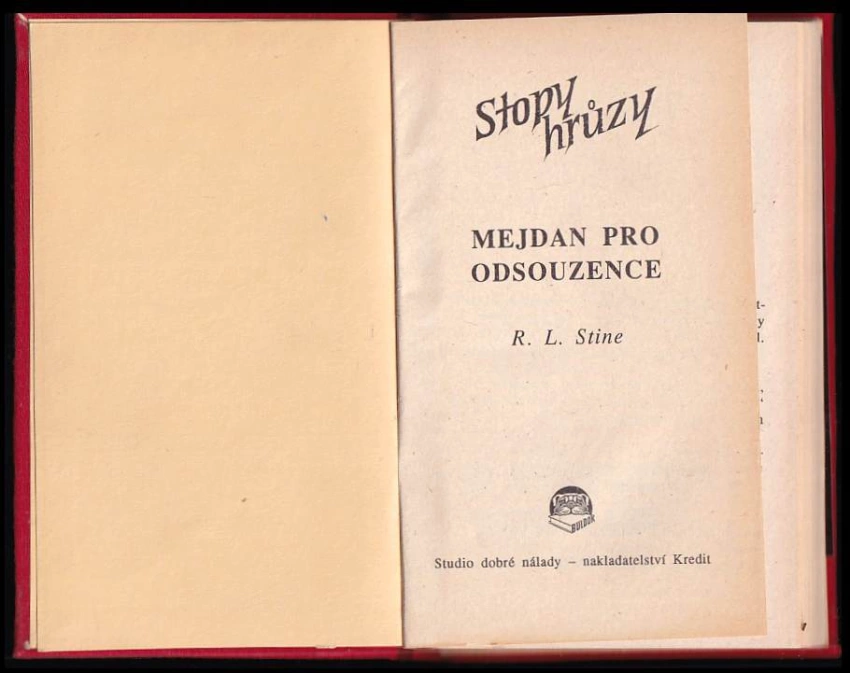 Stopy
hrůzy
MEJDAN PRO
ODSOUZENCE
R. L. Stine
BULDOK
Studio dobré nálady – nakladatelství Kredit
t-
y
l.